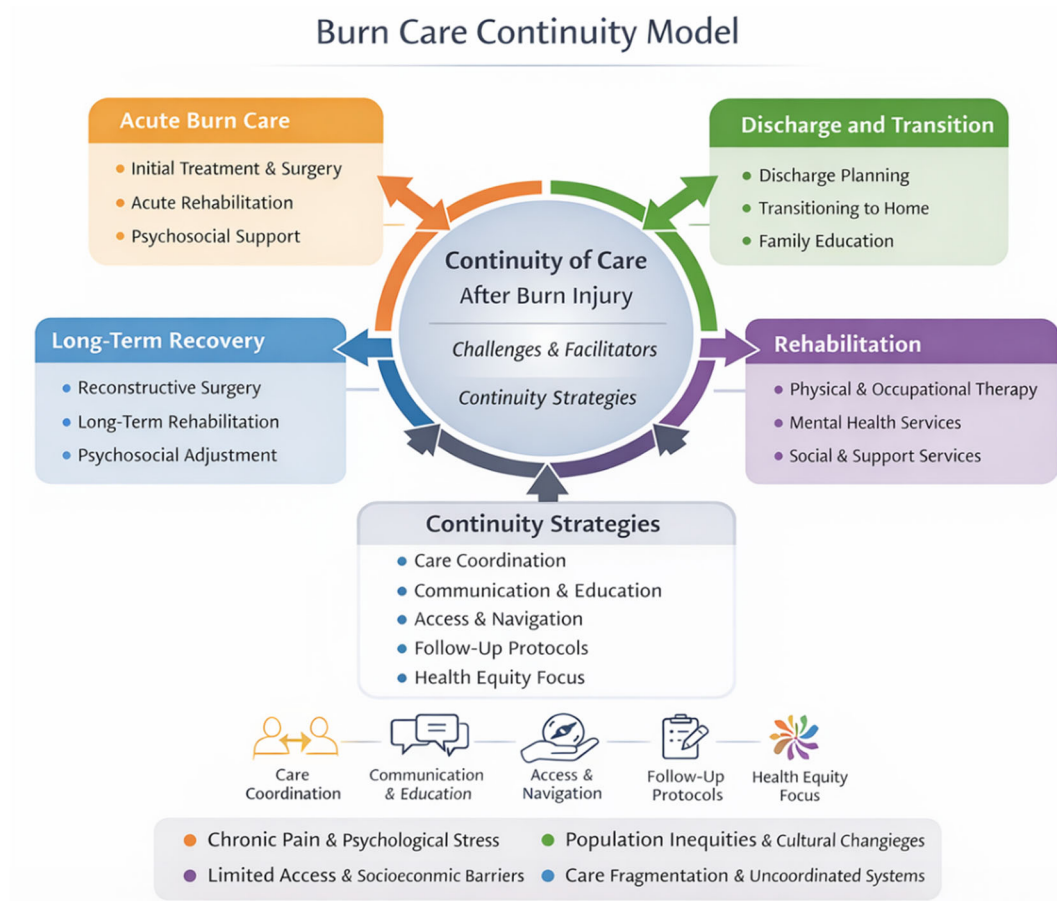 Burn Care Continuity Model
Acute Burn Care
• Initial Treatment & Surgery
• Acute Rehabilitation
• Psychosocial Support
Discharge and Transition
• Discharge Planning
• Transitioning to Home
• Family Education
Continuity of Care
After Burn Injury
Challenges & Facilitators
Continuity Strategies
Long-Term Recovery
• Reconstructive Surgery
• Long-Term Rehabilitation
• Psychosocial Adjustment
Rehabilitation
• Physical & Occupational Therapy
• Mental Health Services
• Social & Support Services
Continuity Strategies
• Care Coordination
• Communication & Education
• Access & Navigation
• Follow-Up Protocols
• Health Equity Focus
Care
Coordination
Communication
& Education
Access &
Navigation
Follow-Up
Protocols
Health Equity
Focus
• Chronic Pain & Psychological Stress
• Population Inequities & Cultural Changieges
• Limited Access & Socioeconmic Barriers
• Care Fragmentation & Uncoordinated Systems